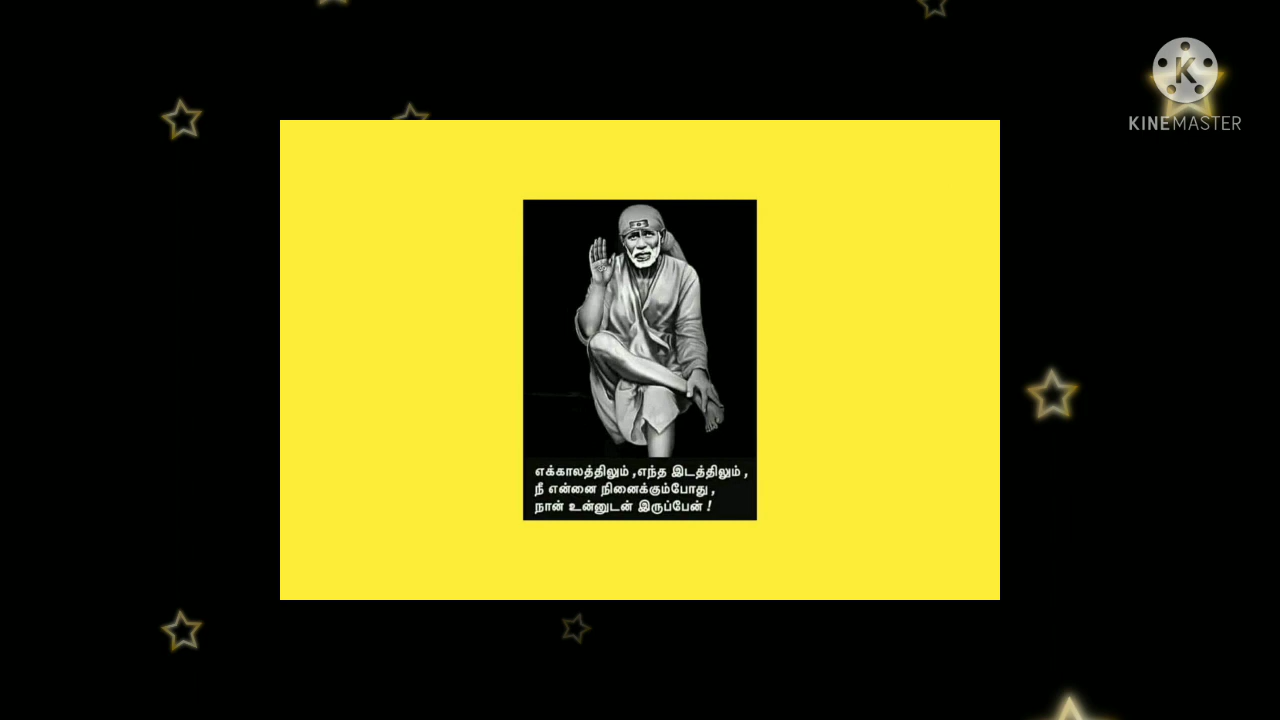 KINEMASTER
எக்காலத்திலும் ,எந்த இடத்திலும் ,
நீ என்னை நினைக்கும்போது ,
நான் உன்னுடன் இருப்பேன் !